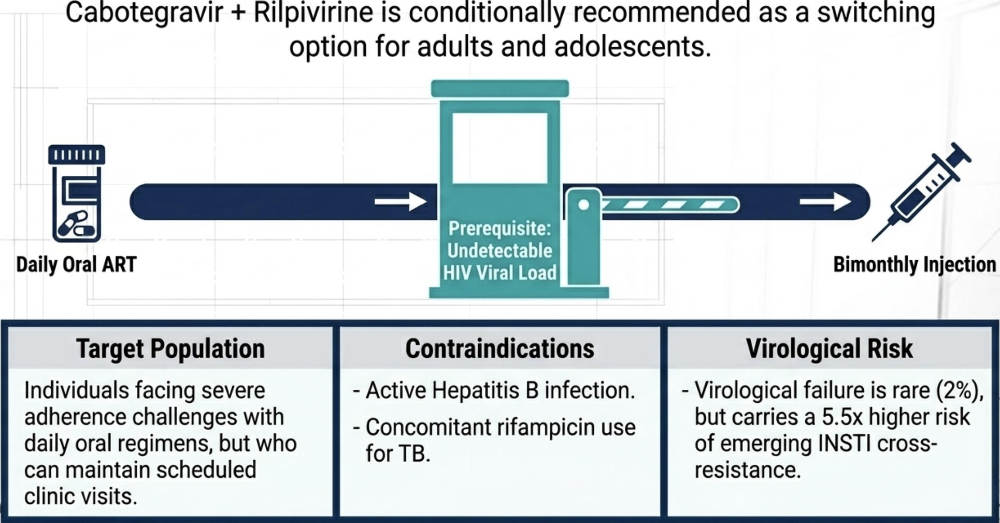 Cabotegravir + Rilpivirine is conditionally recommended as a switching
option for adults and adolescents.
Prerequisite:
Undetectable
HIV Viral Load
Daily Oral ART
Bimonthly Injection
Target Population
Individuals facing severe
adherence challenges with
daily oral regimens, but who
can maintain scheduled
clinic visits.
Contraindications
- Active Hepatitis B infection.
- Concomitant rifampicin use
for TB.
Virological Risk
- Virological failure is rare (2%),
but carries a 5.5x higher risk
of emerging INSTI cross-
resistance.